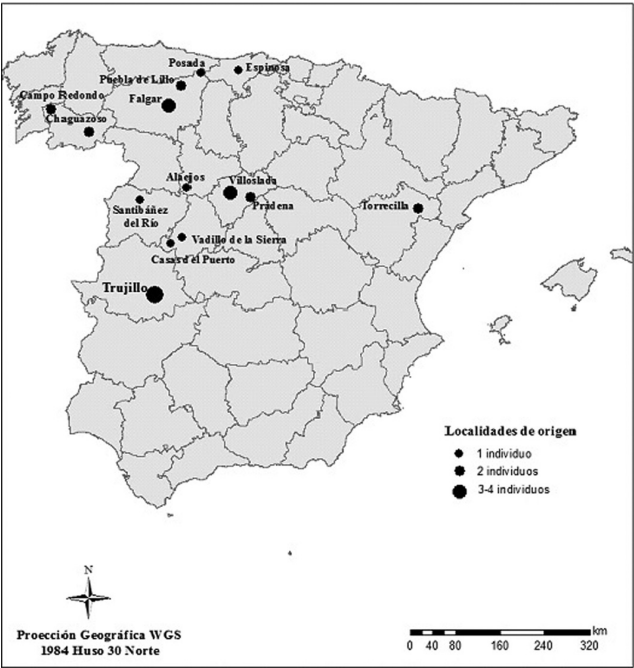 Posada
Espinosa
Puebla de Lillo
Campo Redondo
Falgar
Chaguazoso
Alaejos
Villoslada
Prádena
Torrecilla
Santibáñez
del Río
Vadillo de la Sierra
Casas del Puerto
Trujillo
Localidades de origen
1 individuo
2 individuos
3-4 individuos
N
Proección Geográfica WGS
1984 Huso 30 Norte
km
0 40 80 160 240 320